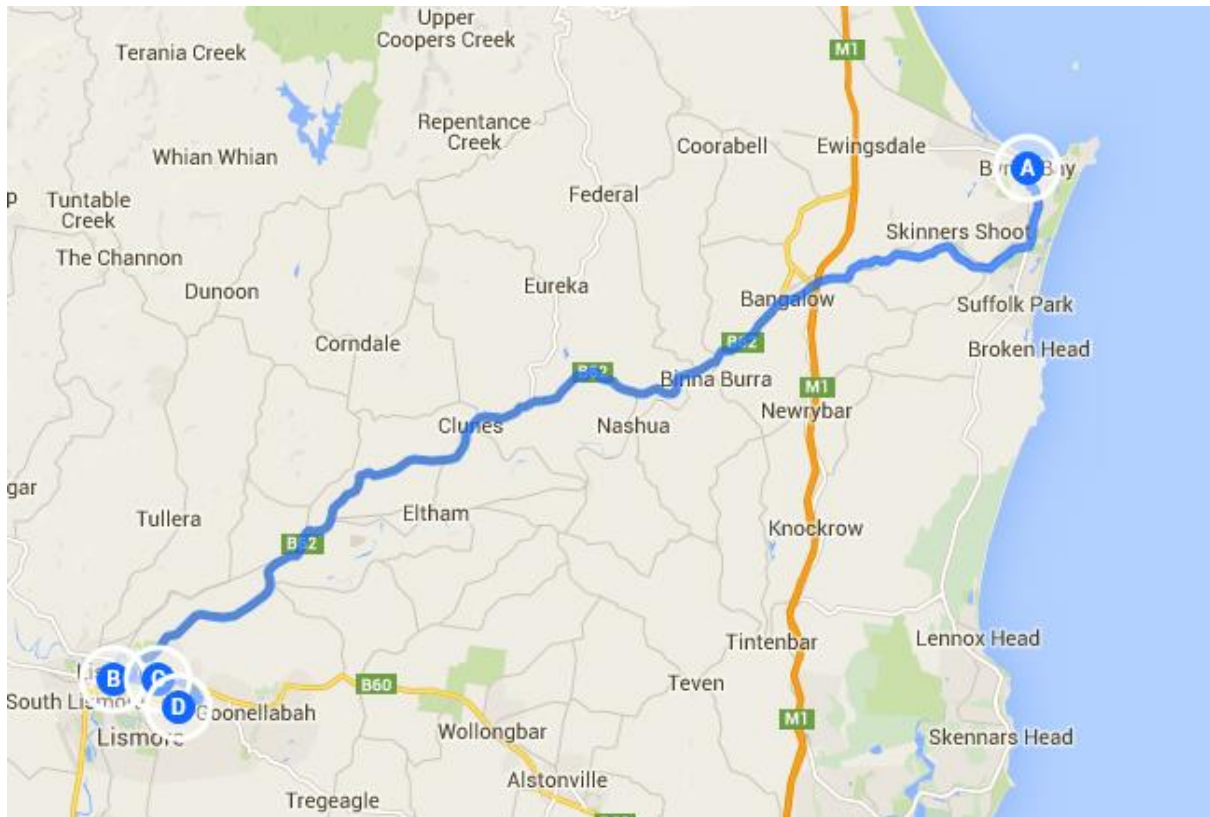 Upper
Coopers Creek
Terania Creek
M1
Repentance
Creek
Coorabell
Ewingsdale
Whian Whian
A
Federal
Tuntable
Creek
Skinners Shoot
The Channon
Dunoon
Eureka
Bangalow
Suffolk Park
Corndale
B62
Broken Head
B62
Binna Burra
M1
Newrybar
Clunes
Nashua
gar
Tullera
Eltham
Knockrow
B62
Tintenbar
Lennox Head
B
C
B60
Teven
South Lismore
D
Goonellabah
M1
Lismore
Wollongbar
Skennars Head
Alstonville
Tregeagle